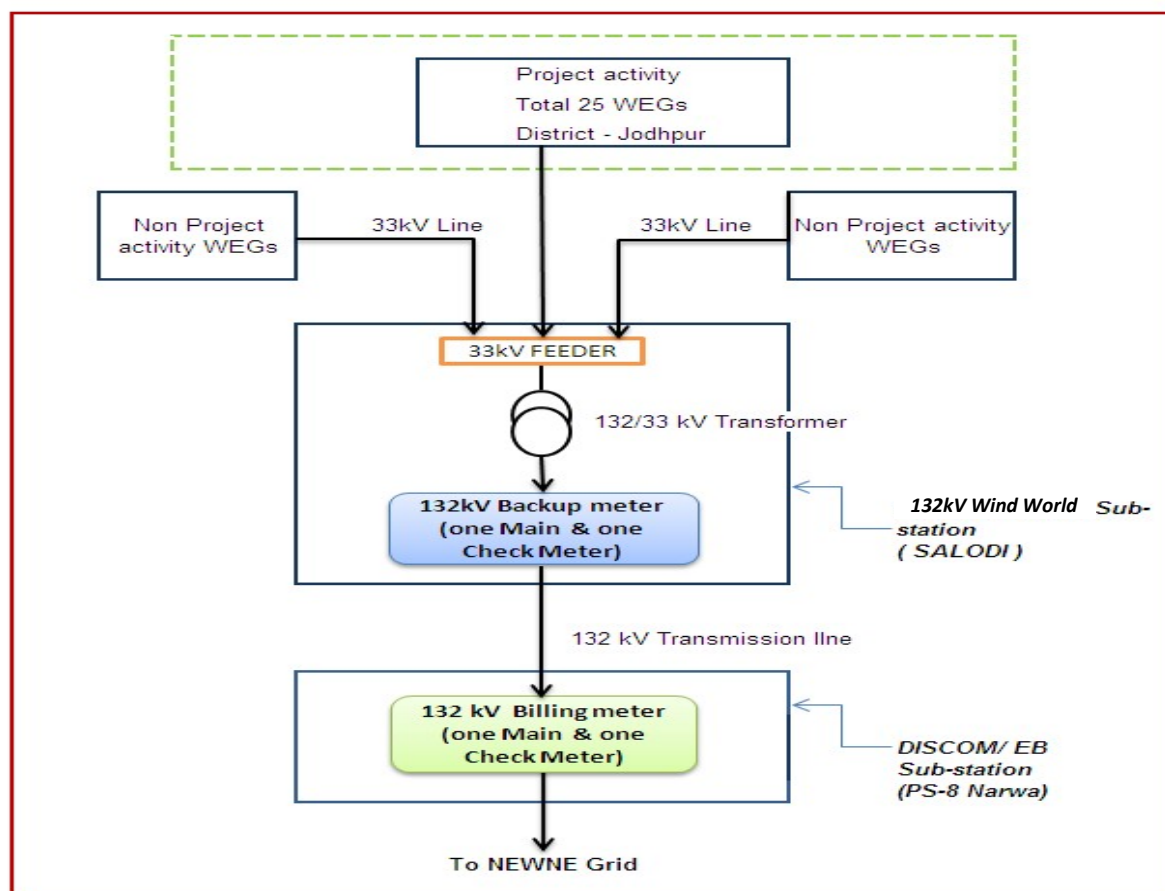 Project activity
Total 25 WEGs
District - Jodhpur
Non Project
activity WEGs
33kV Line
33kV Line
Non Project activity
WEGs
33kV FEEDER
132/33 kV Transformer
132kV Backup meter
(one Main & one
Check Meter)
132kV Wind World Sub-
station
( SALODI )
132 kV Transmission lIne
132 kV Billing meter
(one Main & one
Check Meter)
DISCOM/ EB
Sub-station
(PS-8 Narwa)
To NEWNE Grid